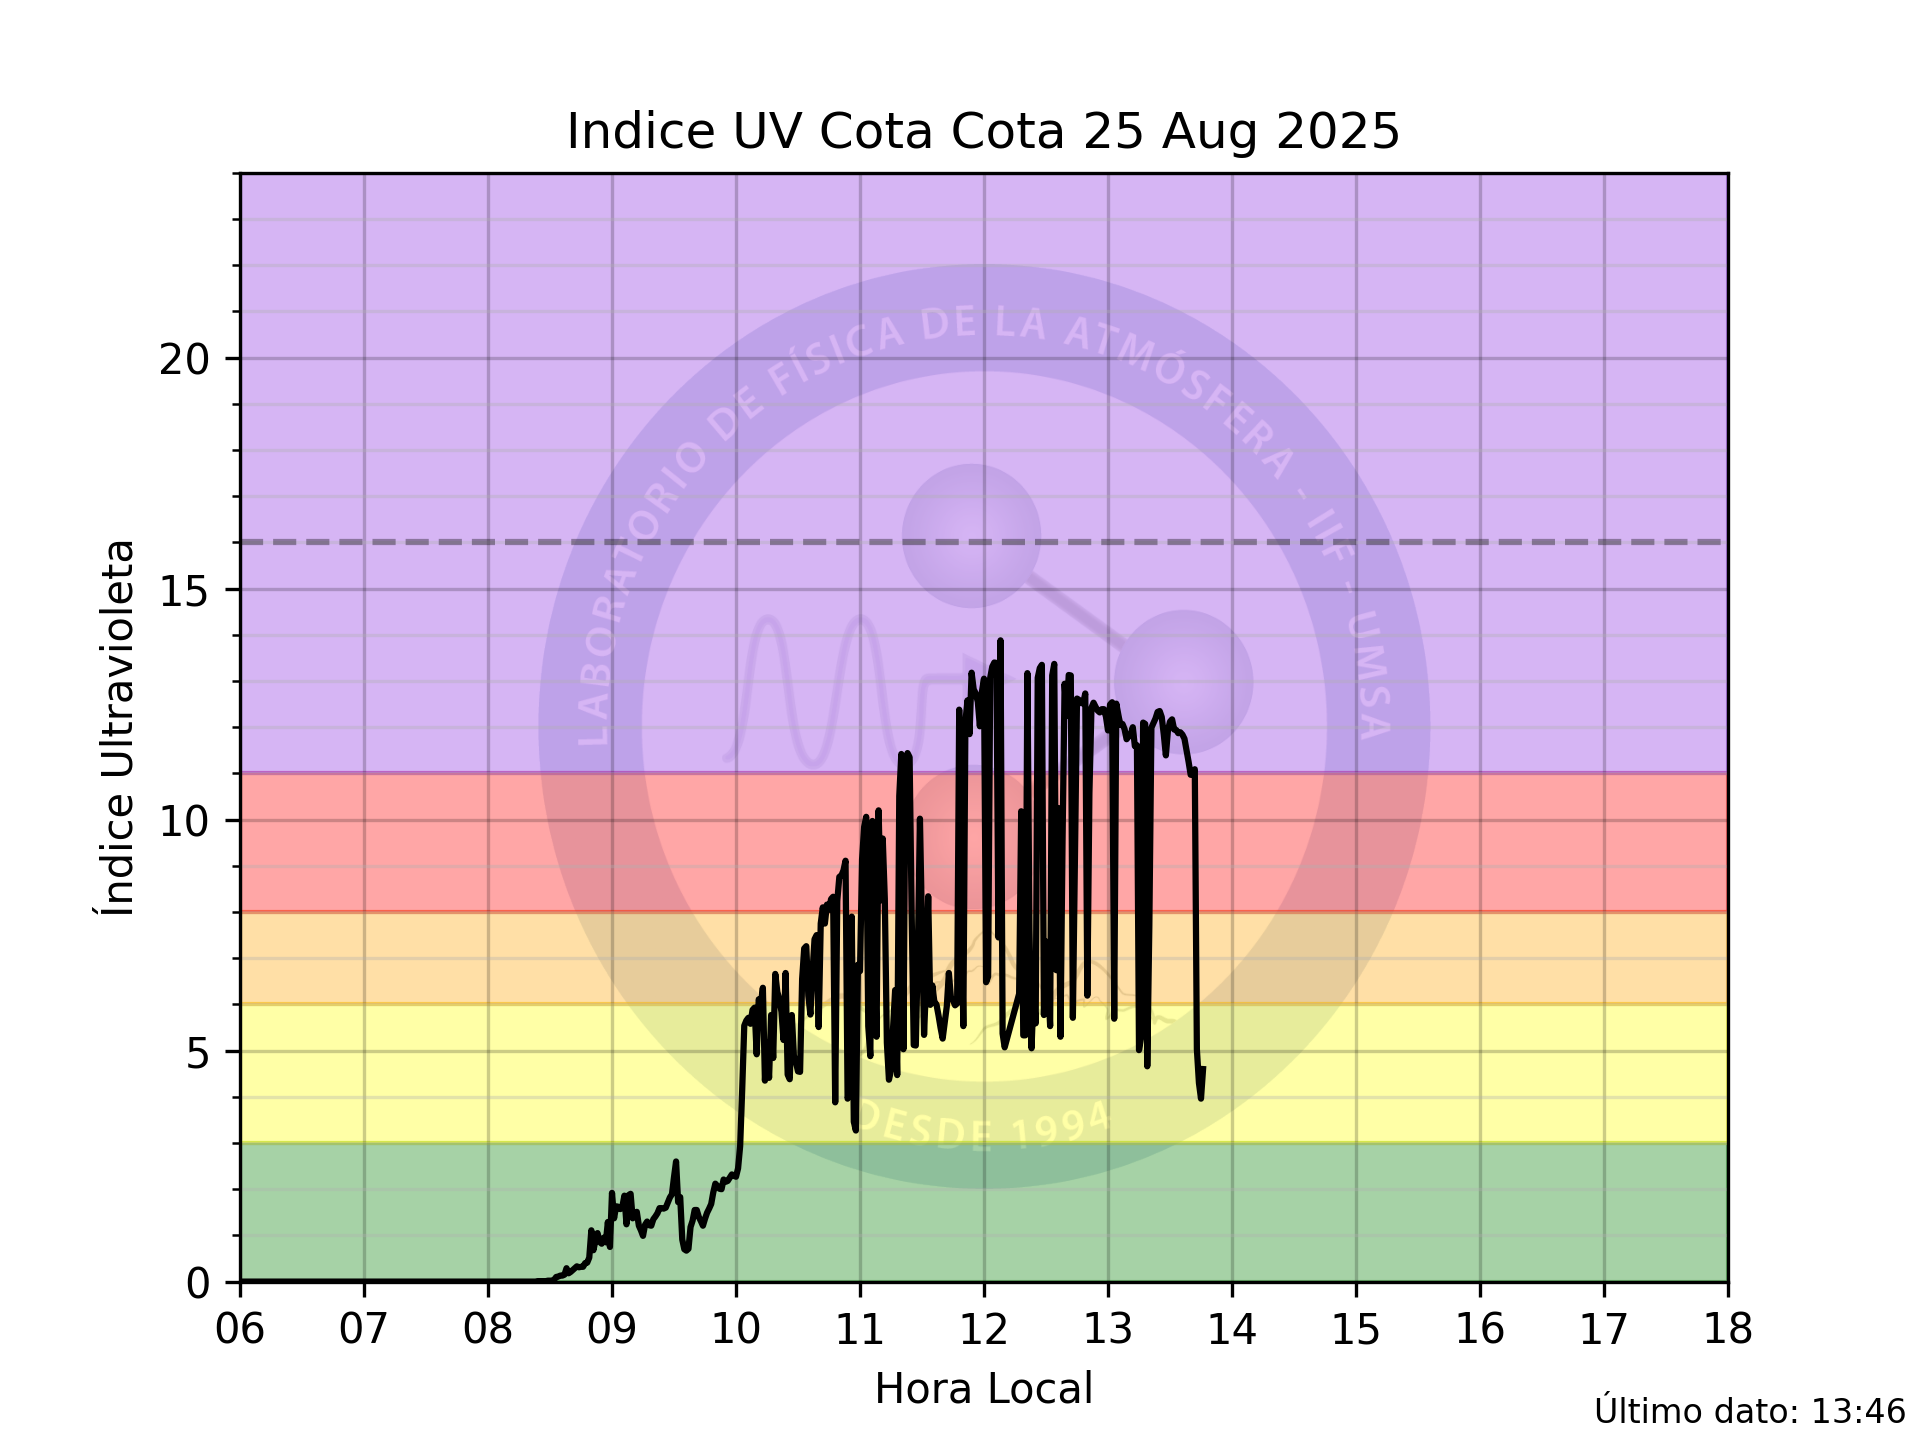 Indice UV Cota Cota 25 Aug 2025
Índice Ultravioleta
20
15
10
5
0
LABORATORIO DE FÍSICA DE LA ATMÓSFERA - IIF - UMSA
DESDE 1994
06 07 08 09 10 11 12 13 14 15 16 17 18
Hora Local
Último dato: 13:46